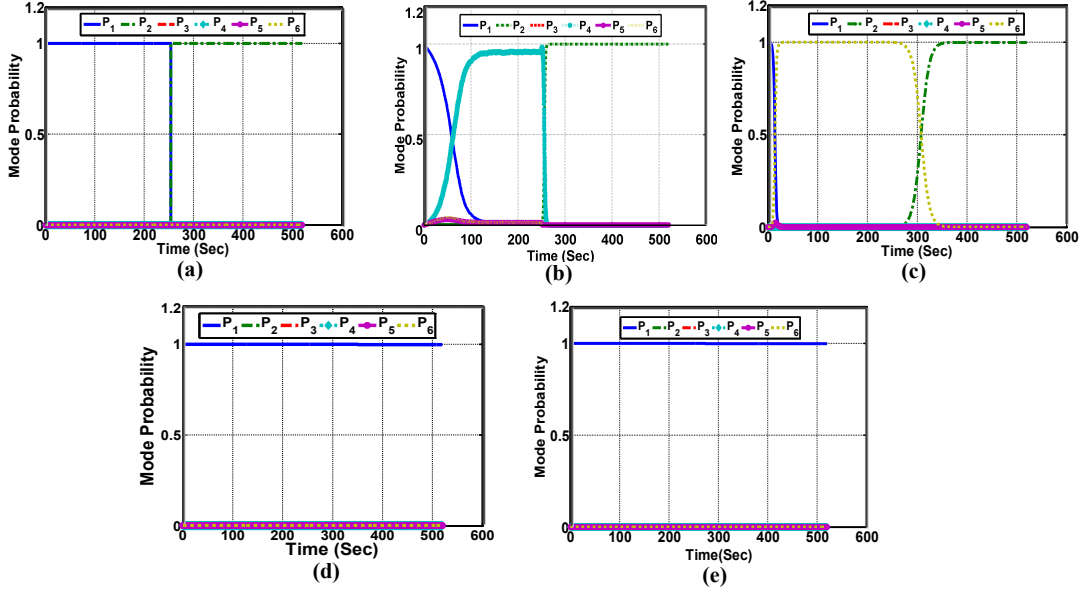 1.2
P1 P2 P3 P4 P5 P6
1
0.5
0
Mode Probability
0 100 200 300 400 500 600
Time (Sec)
(a)
1.2
P1 P2 P3 P4 P5 P6
1
0.5
0
Mode Probability
0 100 200 300 400 500 600
Time (Sec)
(b)
1.2
P1 P2 P3 P4 P5 P6
1
0.5
0
Mode Probability
0 100 200 300 400 500 600
Time (Sec)
(c)
1.2
P1 P2 P3 P4 P5 P6
1
0.5
0
Mode Probability
0 100 200 300 400 500 600
Time (Sec)
(d)
1.2
P1 P2 P3 P4 P5 P6
1
0.5
0
Mode Probability
0 100 200 300 400 500 600
Time(Sec)
(e)